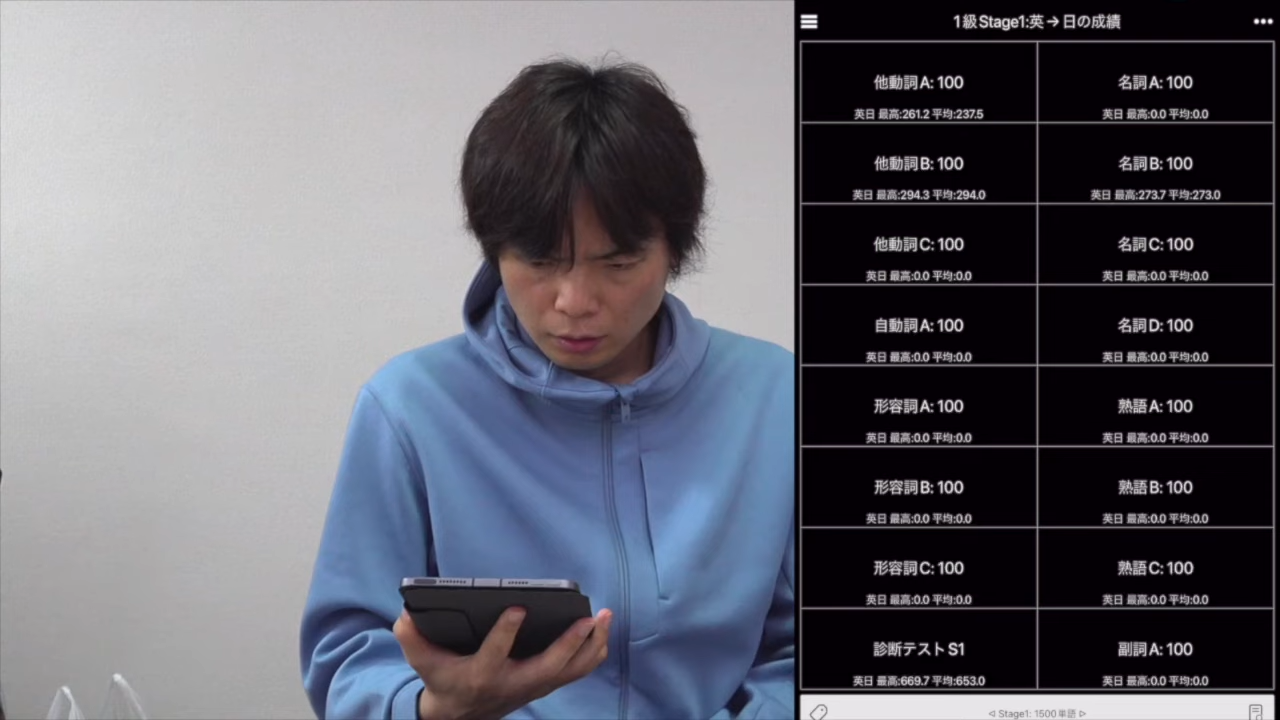 1級Stage1:英→日の成績
他動詞A: 100
英日 最高:261.2 平均:237.5
名詞A: 100
英日 最高:0.0 平均:0.0
他動詞B: 100
英日 最高:294.3 平均:294.0
名詞B: 100
英日 最高:273.7 平均:273.0
他動詞C: 100
英日 最高:0.0 平均:0.0
名詞C: 100
英日 最高:0.0 平均:0.0
自動詞A: 100
英日 最高:0.0 平均:0.0
名詞D: 100
英日 最高:0.0 平均:0.0
形容詞A: 100
英日 最高:0.0 平均:0.0
熟語A: 100
英日 最高:0.0 平均:0.0
形容詞B: 100
英日 最高:0.0 平均:0.0
熟語B: 100
英日 最高:0.0 平均:0.0
形容詞C: 100
英日 最高:0.0 平均:0.0
熟語C: 100
英日 最高:0.0 平均:0.0
診断テストS1
英日 最高:669.7 平均:653.0
副詞A: 100
英日 最高:0.0 平均:0.0
◁ Stage1: 1500単語 ▷